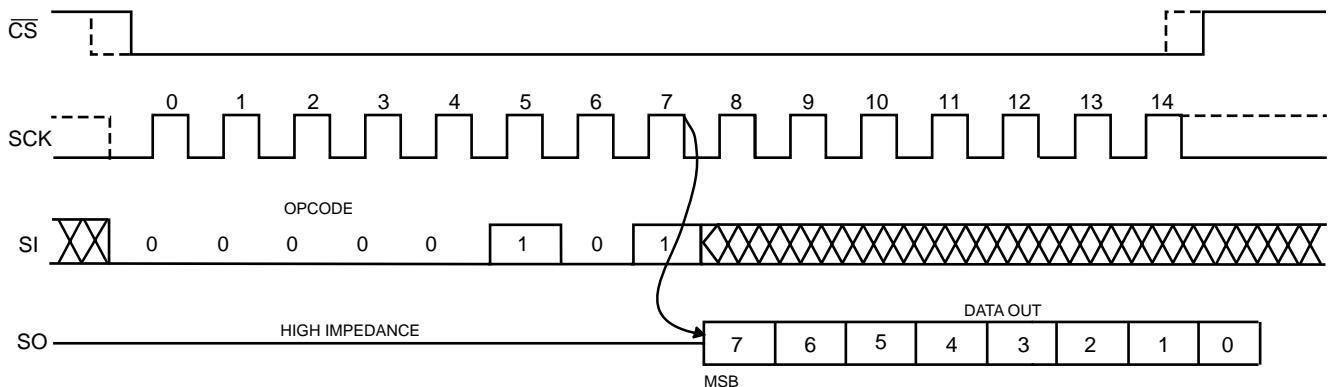 CS
0 1 2 3 4 5 6 7 8 9 10 11 12 13 14
SCK
OPCODE
SI 0 0 0 0 0 1 0 1
DATA OUT
HIGH IMPEDANCE
SO 7 6 5 4 3 2 1 0
MSB